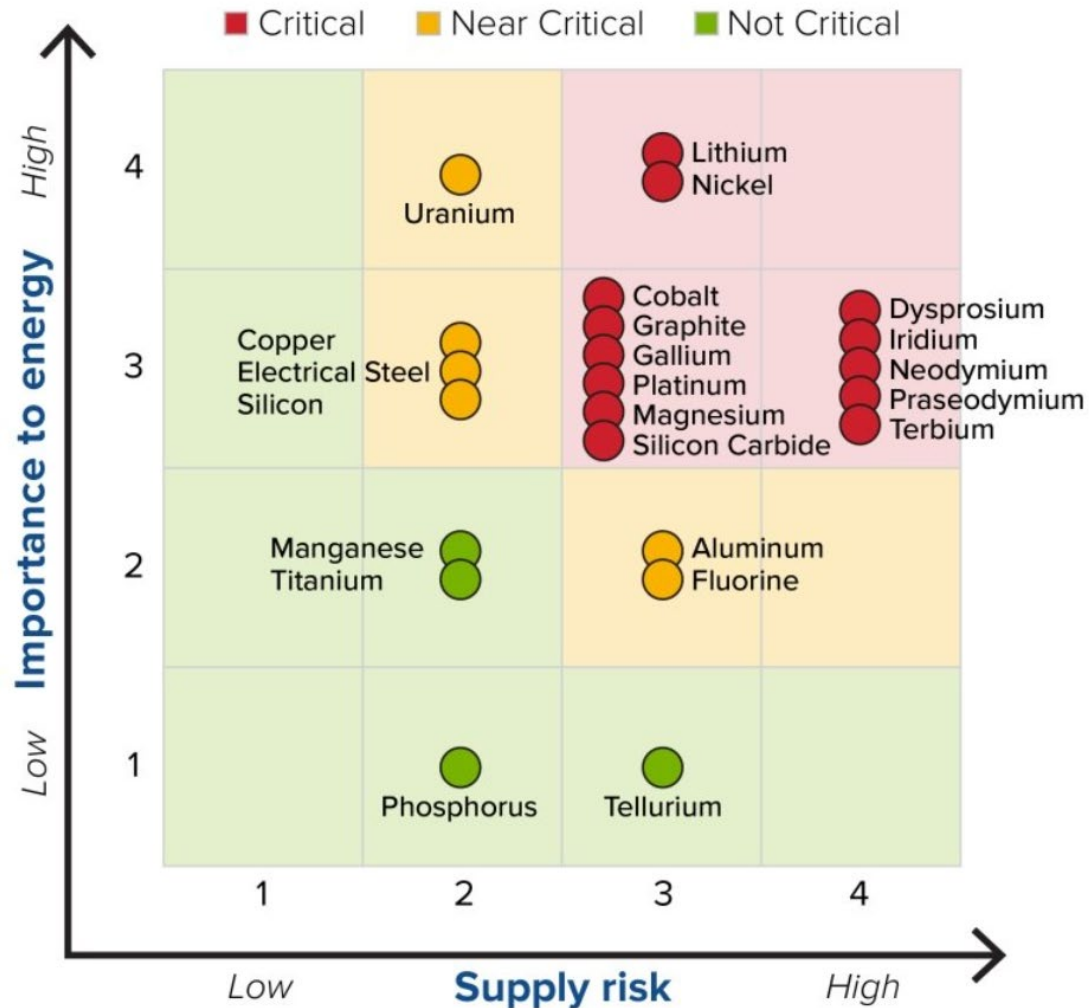 Critical
Near Critical
Not Critical
High
4
Lithium
Nickel
Uranium
Importance to energy
3
Copper
Electrical Steel
Silicon
Cobalt
Graphite
Gallium
Platinum
Magnesium
Silicon Carbide
Dysprosium
Iridium
Neodymium
Praseodymium
Terbium
2
Manganese
Titanium
Aluminum
Fluorine
Low
1
Phosphorus
Tellurium
1
2
3
4
Low
Supply risk
High